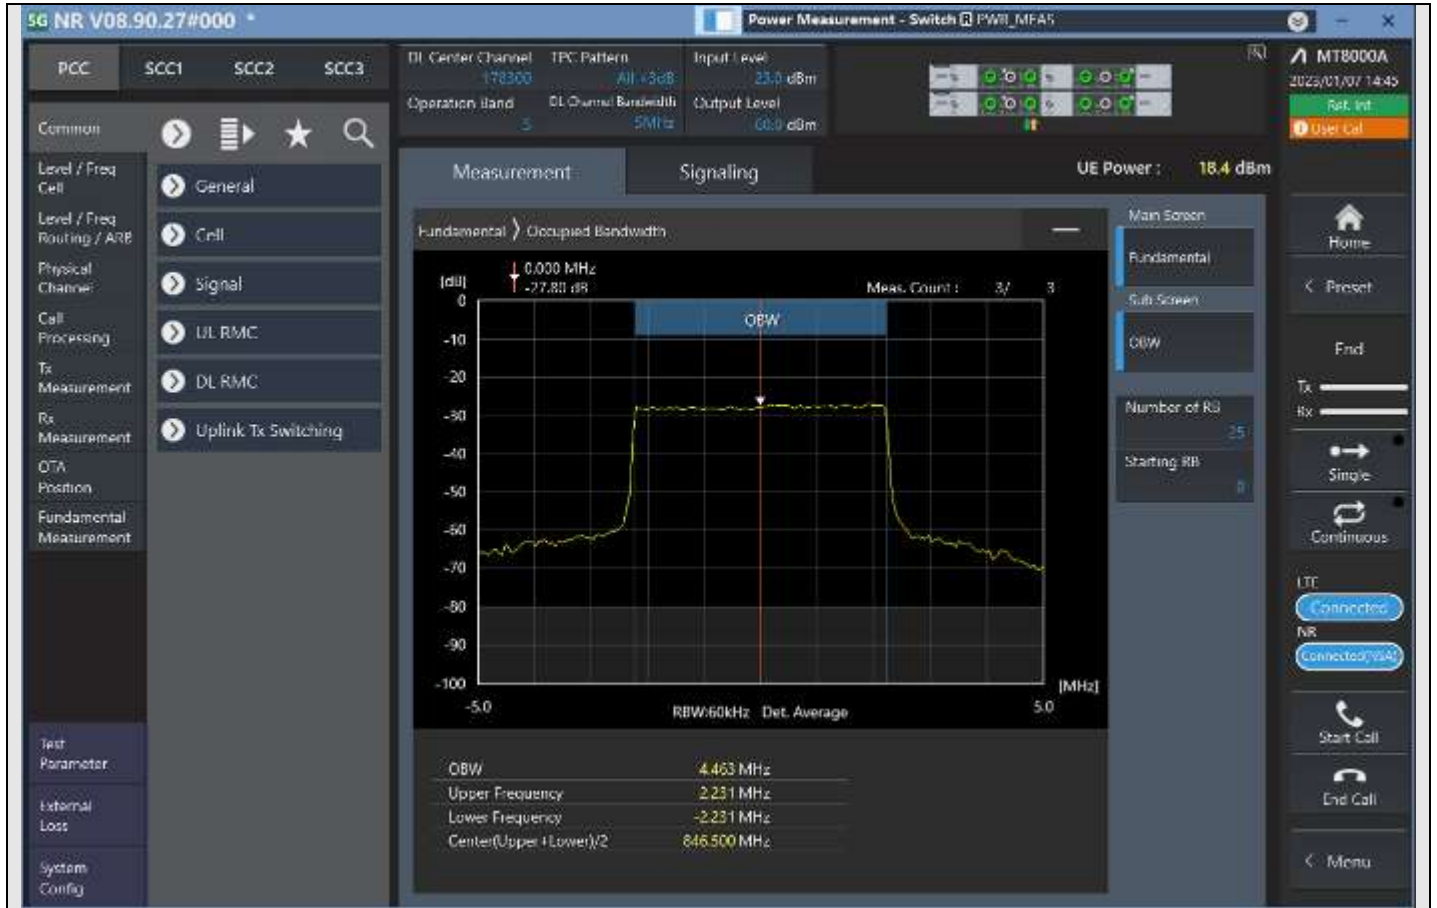 5G NR V08.90.27#000 *
Power Measurement - Switch PWR_MEAS
PCC SCC1 SCC2 SCC3
DL Center Channel TPC Pattern Input Level
178300 All +3dB 23.0 dBm
Operation Band DL Channel Bandwidth Output Level
5 5MHz 60.0 dBm
MT8000A
2023/01/07 14:45
Ref. Int
User Cal
Common
Level / Freq
Cell
Level / Freq
Routing / ARB
Physical
Channel
Call
Processing
Tx
Measurement
Rx
Measurement
OTA
Position
Fundamental
Measurement
Test
Parameter
External
Loss
System
Config
General
Cell
Signal
UL RMC
DL RMC
Uplink Tx Switching
Measurement Signaling
UE Power : 18.4 dBm
Fundamental Occupied Bandwidth
[dB] 0.000 MHz
-27.80 dB Meas. Count : 3/ 3
0
OBW
-10
-20
-30
-40
-50
-60
-70
-80
-90
-100
[MHz]
-5.0 RBW:60kHz Det. Average 5.0
OBW 4.463 MHz
Upper Frequency 2.231 MHz
Lower Frequency -2.231 MHz
Center(Upper+Lower)/2 846.500 MHz
Main Screen
Fundamental
Sub Screen
OBW
Number of RB
25
Starting RB
0
Home
< Preset
End
Tx
Rx
Single
Continuous
LTE
Connected
NR
Connected(NSA)
Start Call
End Call
< Menu